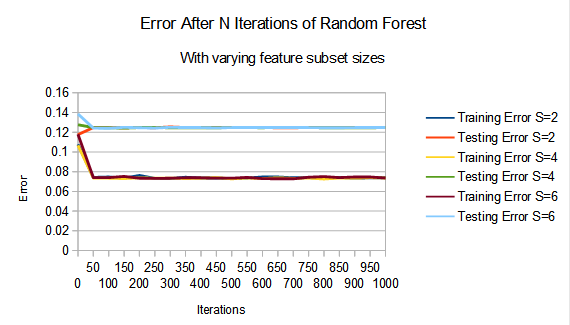 Error After N Iterations of Random Forest
With varying feature subset sizes
0.16
0.14
0.12
0.1
0.08
0.06
0.04
0.02
0
Error
50 150 250 350 450 550 650 750 850 950
0 100 200 300 400 500 600 700 800 900 1000
Iterations
Training Error S=2
Testing Error S=2
Training Error S=4
Testing Error S=4
Training Error S=6
Testing Error S=6